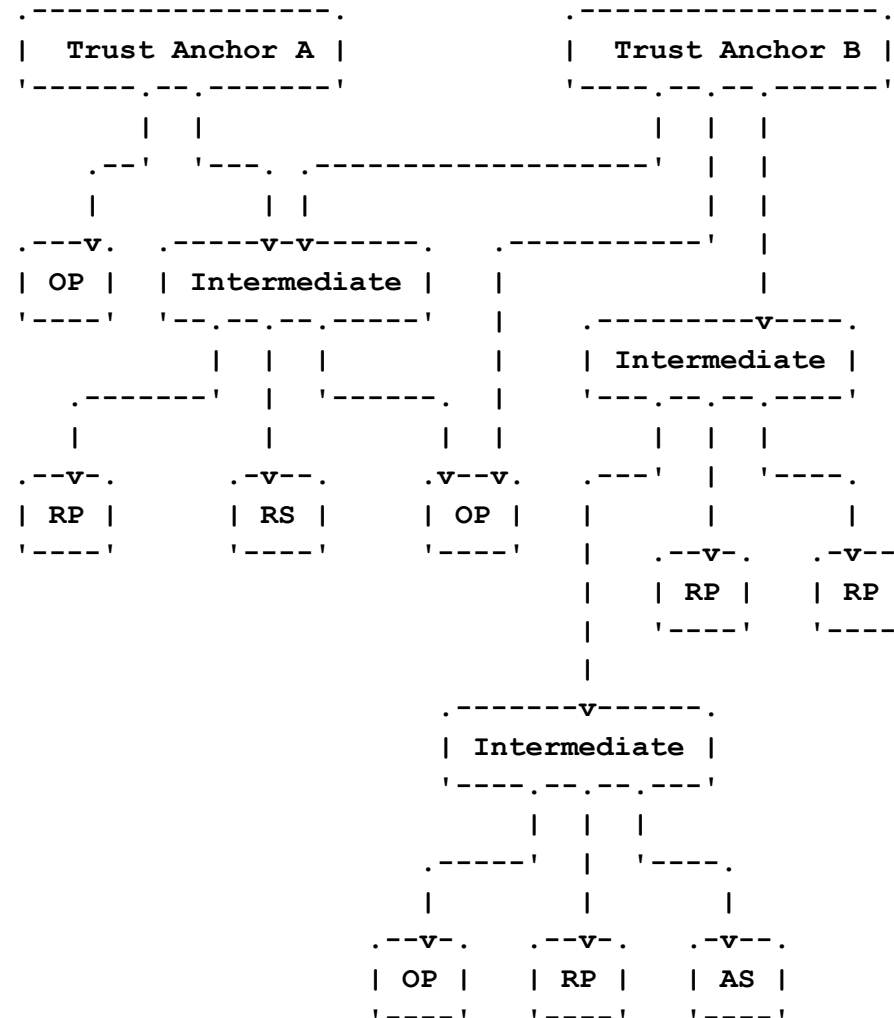 Trust Anchor A Trust Anchor B
OP Intermediate
Intermediate
RP RS OP
RP RP
Intermediate
OP RP AS